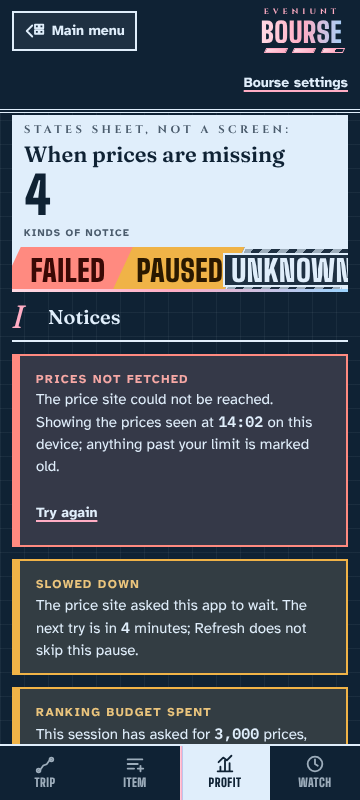 Main menu
EVENIUNT
BOURSE
Bourse settings
STATES SHEET, NOT A SCREEN:
When prices are missing
4
KINDS OF NOTICE
FAILED PAUSED UNKNOWN
I Notices
PRICES NOT FETCHED
The price site could not be reached.
Showing the prices seen at 14:02 on this
device; anything past your limit is marked
old.
Try again
SLOWED DOWN
The price site asked this app to wait. The
next try is in 4 minutes; Refresh does not
skip this pause.
RANKING BUDGET SPENT
This session has asked for 3,000 prices,
TRIP ITEM PROFIT WATCH